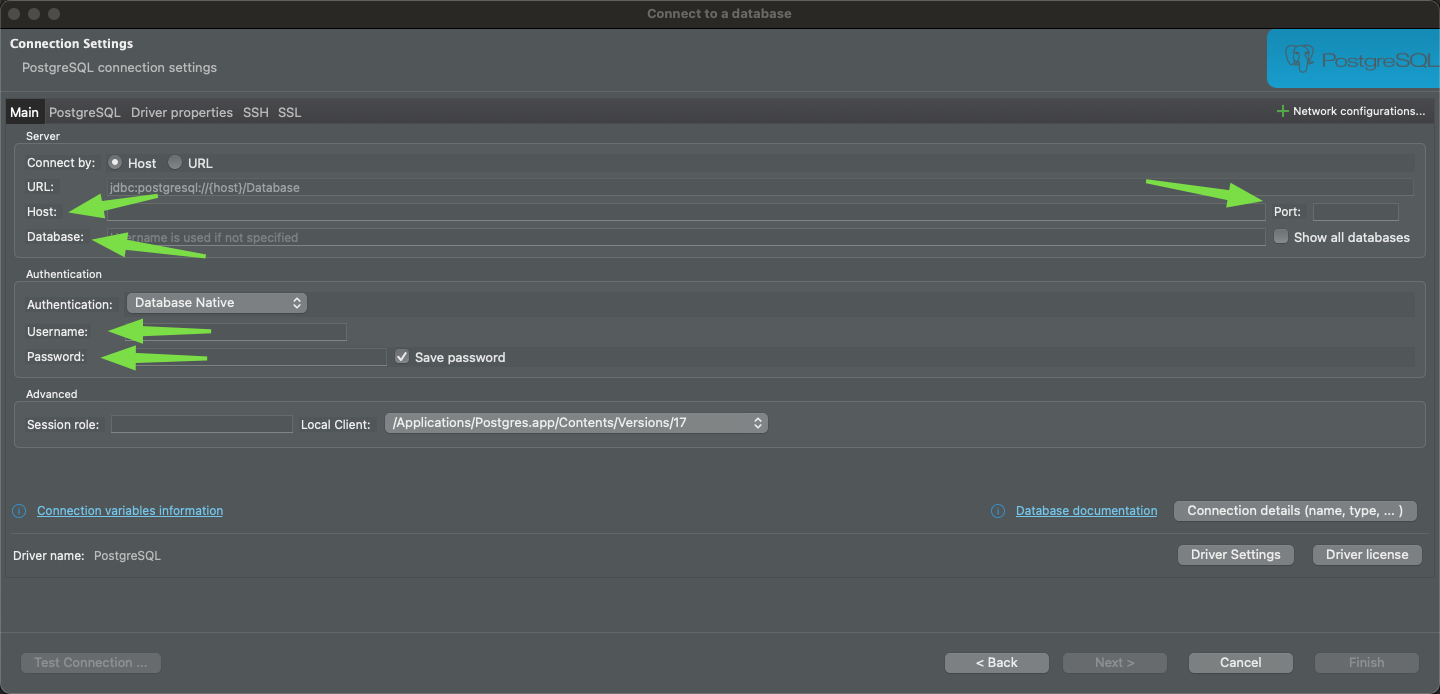 Connect to a database
Connection Settings
PostgreSQL connection settings
PostgreSQL
Main PostgreSQL Driver properties SSH SSL Network configurations...
Server
Connect by: Host URL
URL: jdbc:postgresql://{host}/Database
Host: Port:
Database: is used if not specified Show all databases
Authentication
Authentication: Database Native
Username:
Password: Save password
Advanced
Session role: Local Client: /Applications/Postgres.app/Contents/Versions/17
Connection variables information Database documentation Connection details (name, type, ... )
Driver name: PostgreSQL Driver Settings Driver license
Test Connection ... < Back Next > Cancel Finish